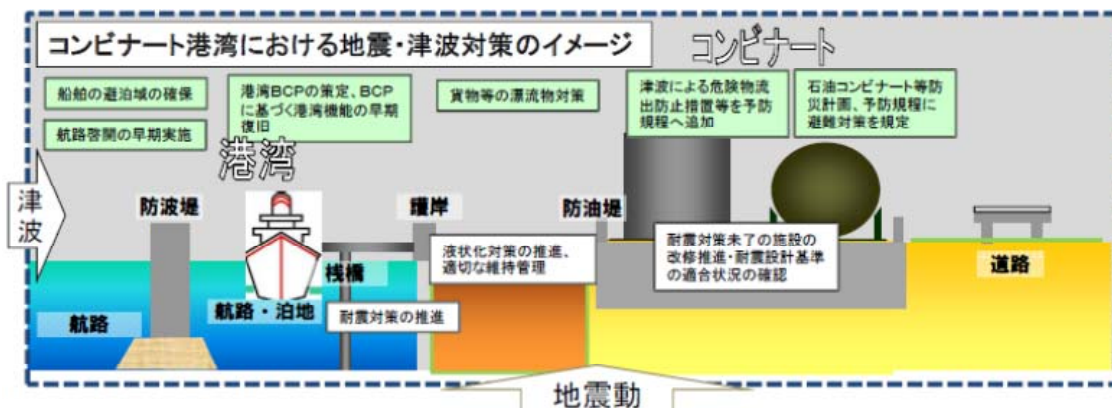 コンビナート港湾における地震・津波対策のイメージ
コンビナート
船舶の避泊域の確保
航路啓開の早期実施
港湾BCPの策定、BCP
に基づく港湾機能の早期
復旧
貨物等の漂流物対策
津波による危険物流
出防止措置等を予防
規程へ追加
石油コンビナート等防
災計画、予防規程に
避難対策を規定
港湾
津波
防波堤
護岸
防油堤
液状化対策の推進、
適切な維持管理
耐震対策未了の施設の
改修推進・耐震設計基準
の適合状況の確認
道路
桟橋
航路・泊地
航路
耐震対策の推進
地震動